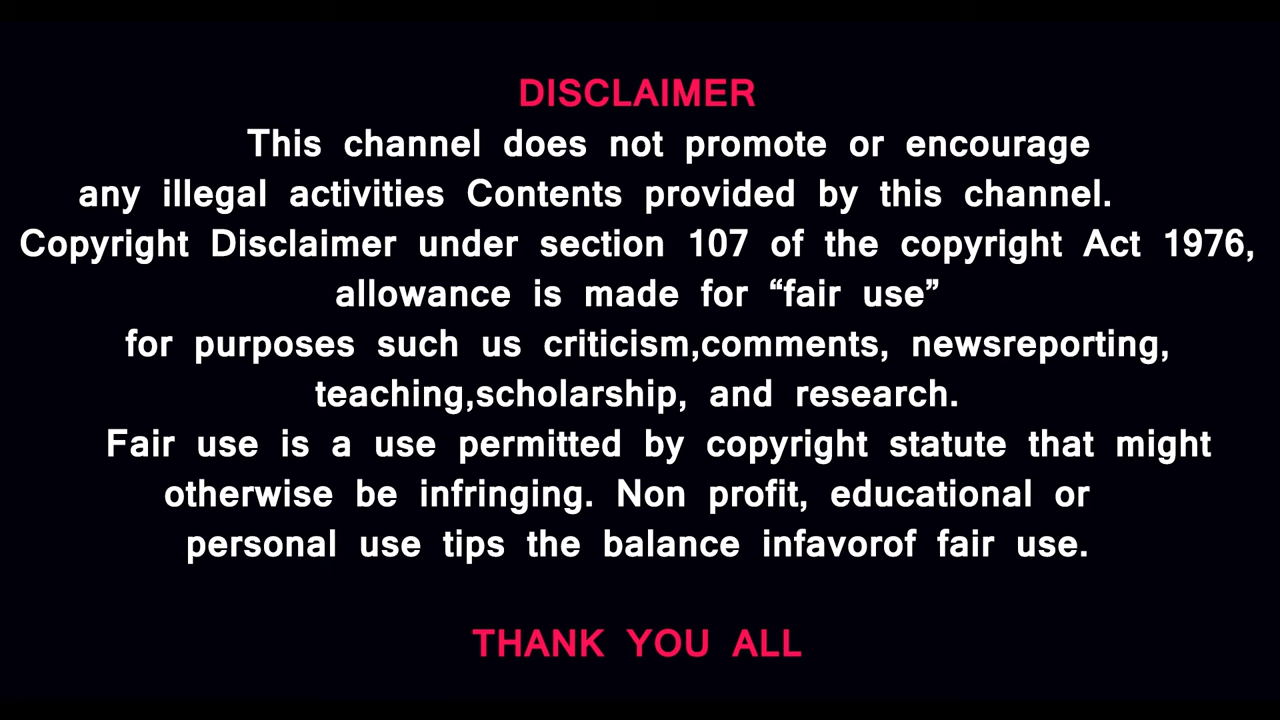 DISCLAIMER
This channel does not promote or encourage
any illegal activities Contents provided by this channel.
Copyright Disclaimer under section 107 of the copyright Act 1976,
allowance is made for “fair use”
for purposes such us criticism,comments, newsreporting,
teaching,scholarship, and research.
Fair use is a use permitted by copyright statute that might
otherwise be infringing. Non profit, educational or
personal use tips the balance infavorof fair use.
THANK YOU ALL